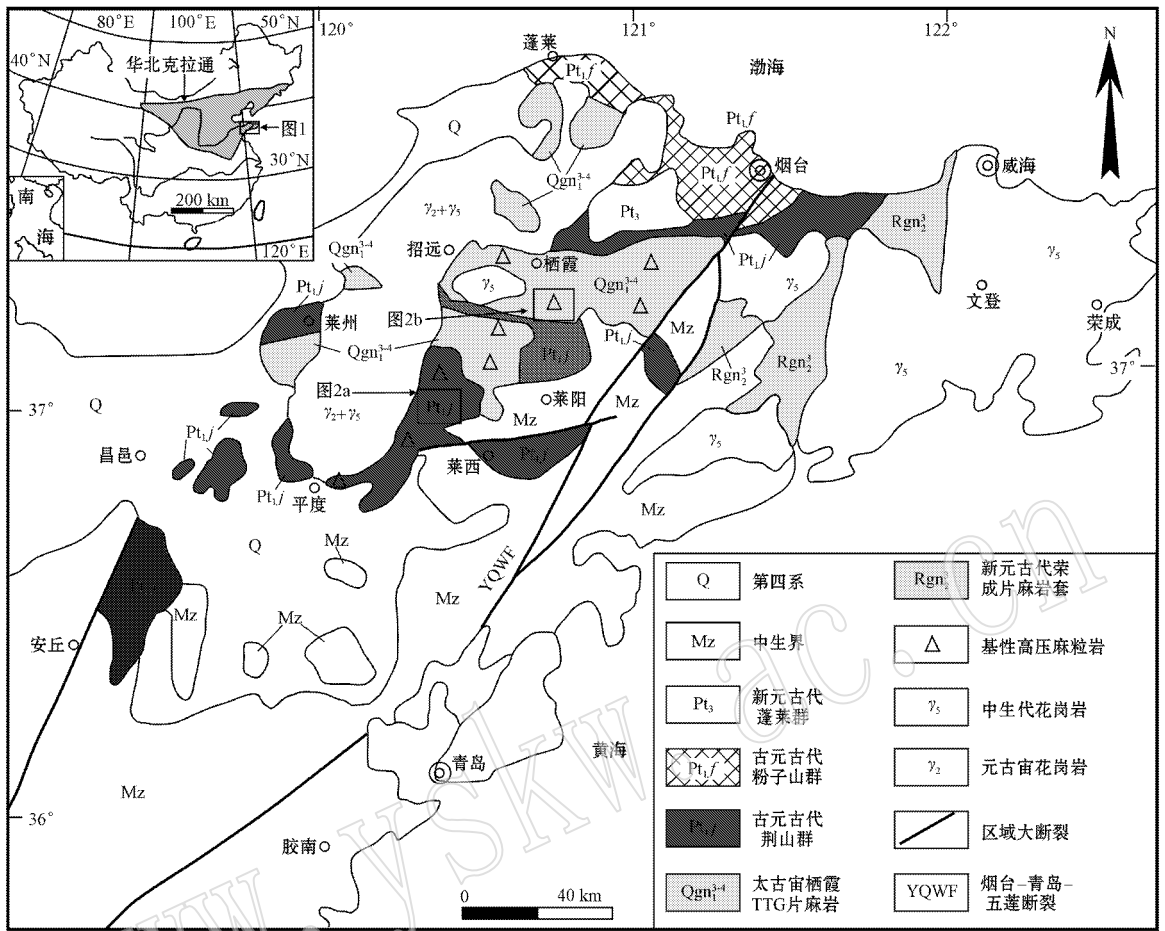 80°E 100°E 50°N
40°N
华北克拉通
图1
30°N
南
海
200 km
120°E
120° 121° 122°
N
蓬莱
渤海
Pt₁f
Q
Pt₁f
Qgn₁³⁻⁴
Pt₁f
烟台
威海
Pt₃
γ₂+γ₅
Rgn₂³
招远
栖霞
Pt₁j
γ₅
Qgn₁³⁻⁴
γ₅
Qgn₁³⁻⁴
γ₅
文登
Pt₁j
莱州
图2b
荣成
Mz
Qgn₁³⁻⁴
Pt₁j
Pt₁j
Rgn₂³
Rgn₂³
γ₅
37°
图2a
37°
Q
γ₂+γ₅
Pt₁j
莱阳
Mz
Mz
Pt₁j
γ₅
昌邑
莱西
Pt₁j
Pt₁j
平度
Mz
Q
Mz
YQWF
Mz
Mz
Mz
安丘
黄海
青岛
Mz
36°
胶南
0 40 km
Q 第四系
Mz 中生界
Pt₃ 新元古代
蓬莱群
Pt₁f 古元古代
粉子山群
Pt₁j 古元古代
荆山群
Qgn₁³⁻⁴ 太古宙栖霞
TTG片麻岩
Rgn₂³ 新元古代荣
成片麻岩套
基性高压麻粒岩
γ₅ 中生代花岗岩
γ₂ 元古宙花岗岩
区域大断裂
YQWF 烟台–青岛–
五莲断裂
www.yskw.ac.cn